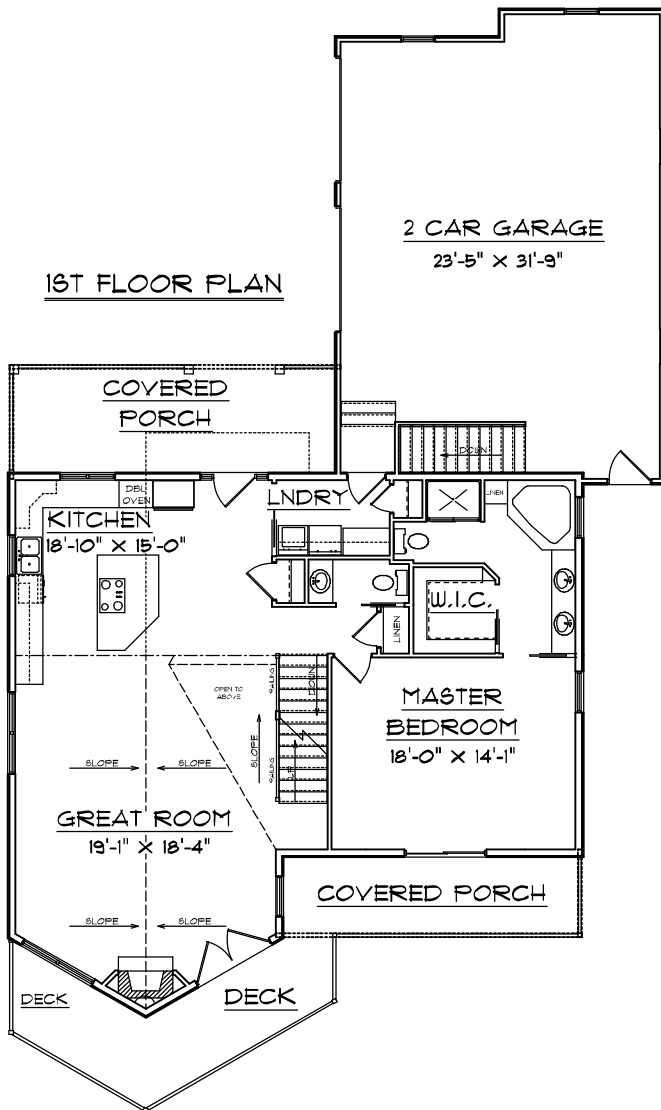 2 CAR GARAGE
23'-5" X 31'-9"
1ST FLOOR PLAN
COVERED
PORCH
DOWN
DBL
OVEN
LNDRY
LINEN
KITCHEN
18'-10" X 15'-0"
W.I.C.
LINEN
RAILING
DOWN
OPEN TO
ABOVE
MASTER
BEDROOM
18'-0" X 14'-1"
SLOPE
SLOPE
SLOPE
RAILING
UP
GREAT ROOM
19'-1" X 18'-4"
COVERED PORCH
SLOPE
SLOPE
DECK
DECK